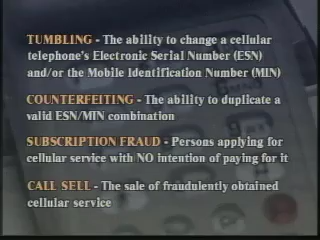 TUMBLING - The ability to change a cellular
telephone's Electronic Serial Number (ESN)
and/or the Mobile Identification Number (MIN)
COUNTERFEITING - The ability to duplicate a
valid ESN/MIN combination
SUBSCRIPTION FRAUD - Persons applying for
cellular service with NO intention of paying for it
CALL SELL - The sale of fraudulently obtained
cellular service